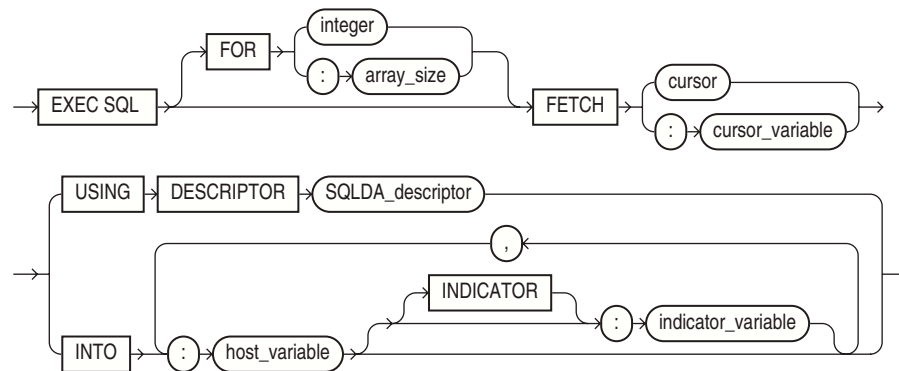 integer
FOR
: array_size
EXEC SQL
FETCH
cursor
: cursor_variable
USING DESCRIPTOR SQLDA_descriptor
,
INDICATOR
: indicator_variable
INTO : host_variable